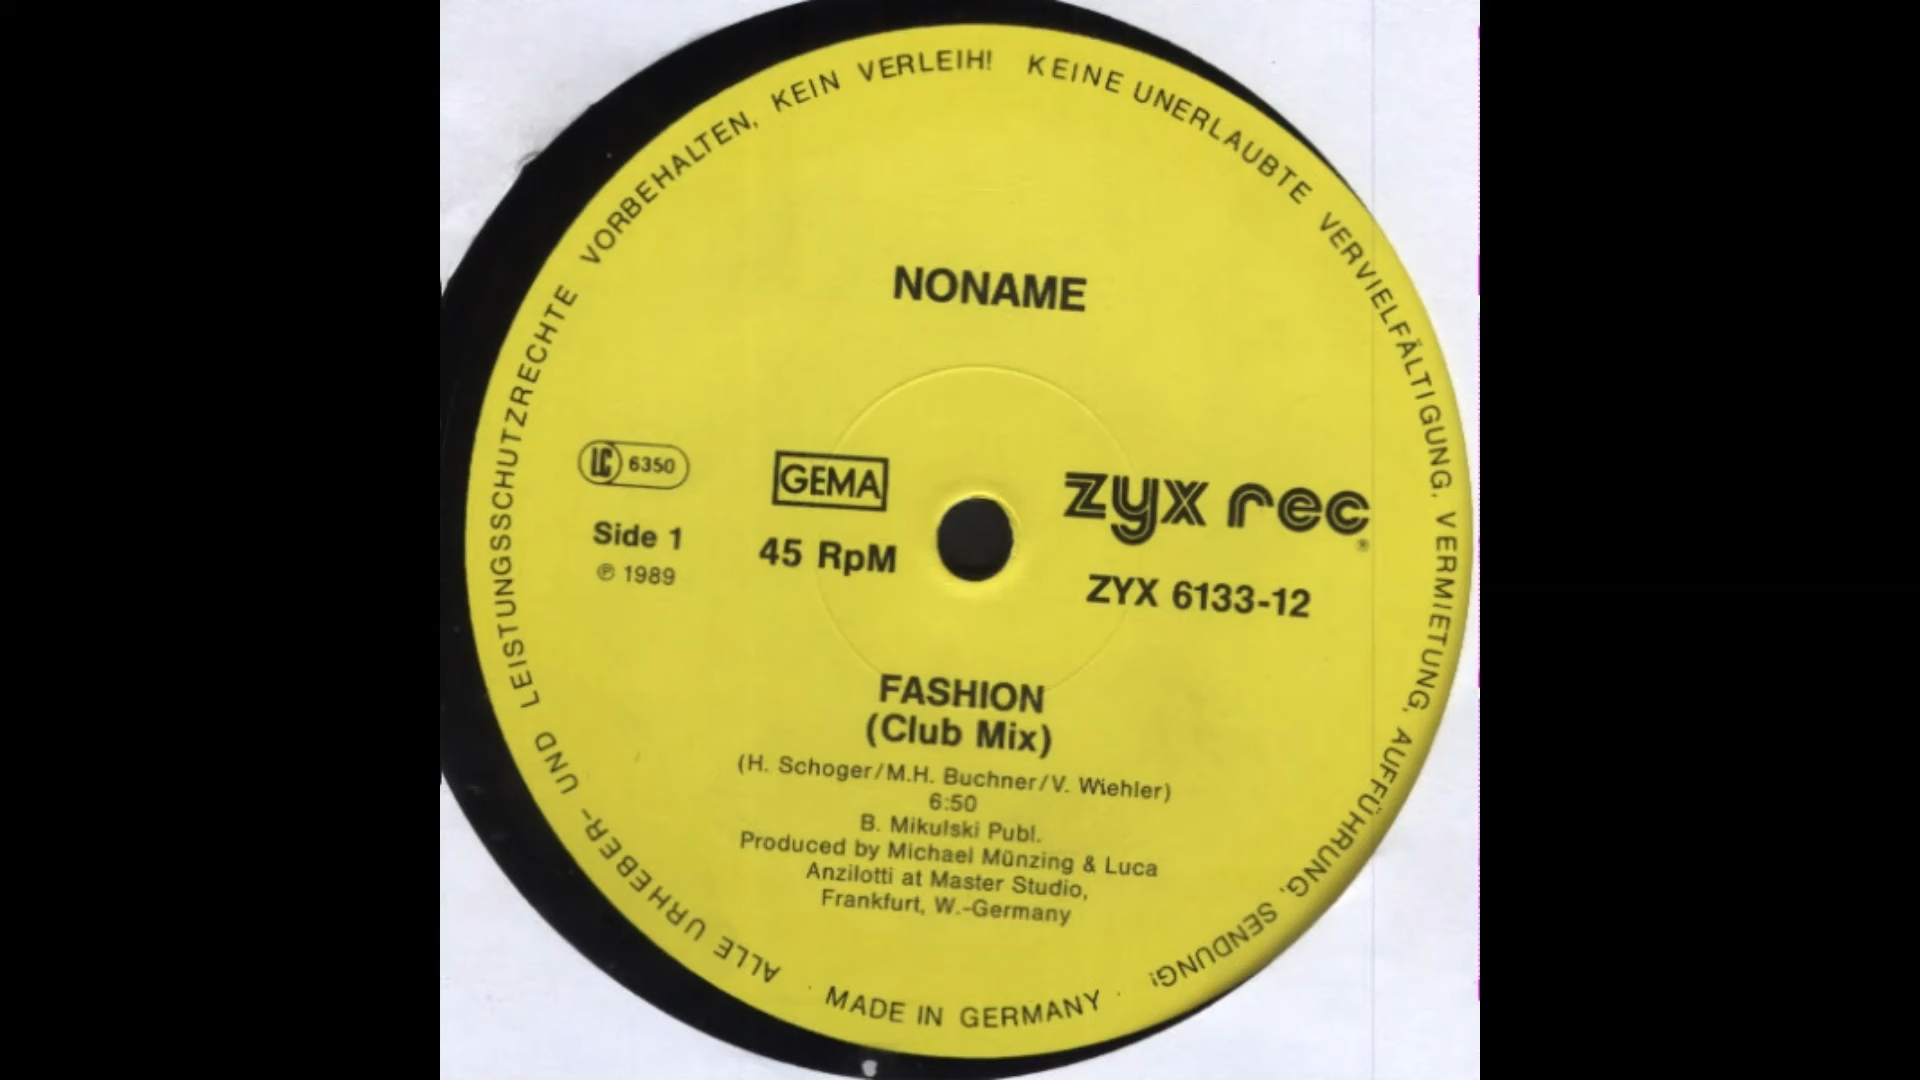 ALLE URHEBER- UND LEISTUNGSSCHUTZRECHTE VORBEHALTEN, KEIN VERLEIH! KEINE UNERLAUBTE VERVIELFÄLTIGUNG, VERMIETUNG, AUFFÜHRUNG, SENDUNG!
NONAME
LC 6350
GEMA
zyx rec ®
Side 1
45 RpM
℗ 1989
ZYX 6133-12
FASHION
(Club Mix)
(H. Schoger/M.H. Buchner/V. Wiehler)
6:50
B. Mikulski Publ.
Produced by Michael Münzing & Luca
Anzilotti at Master Studio,
Frankfurt, W.-Germany
· MADE IN GERMANY ·